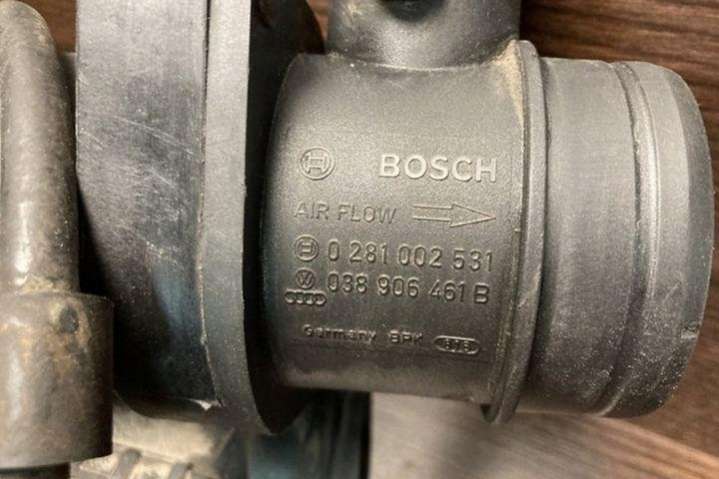 BOSCH
AIR FLOW
0 281 002 531
038 906 461 B
Germany BPK